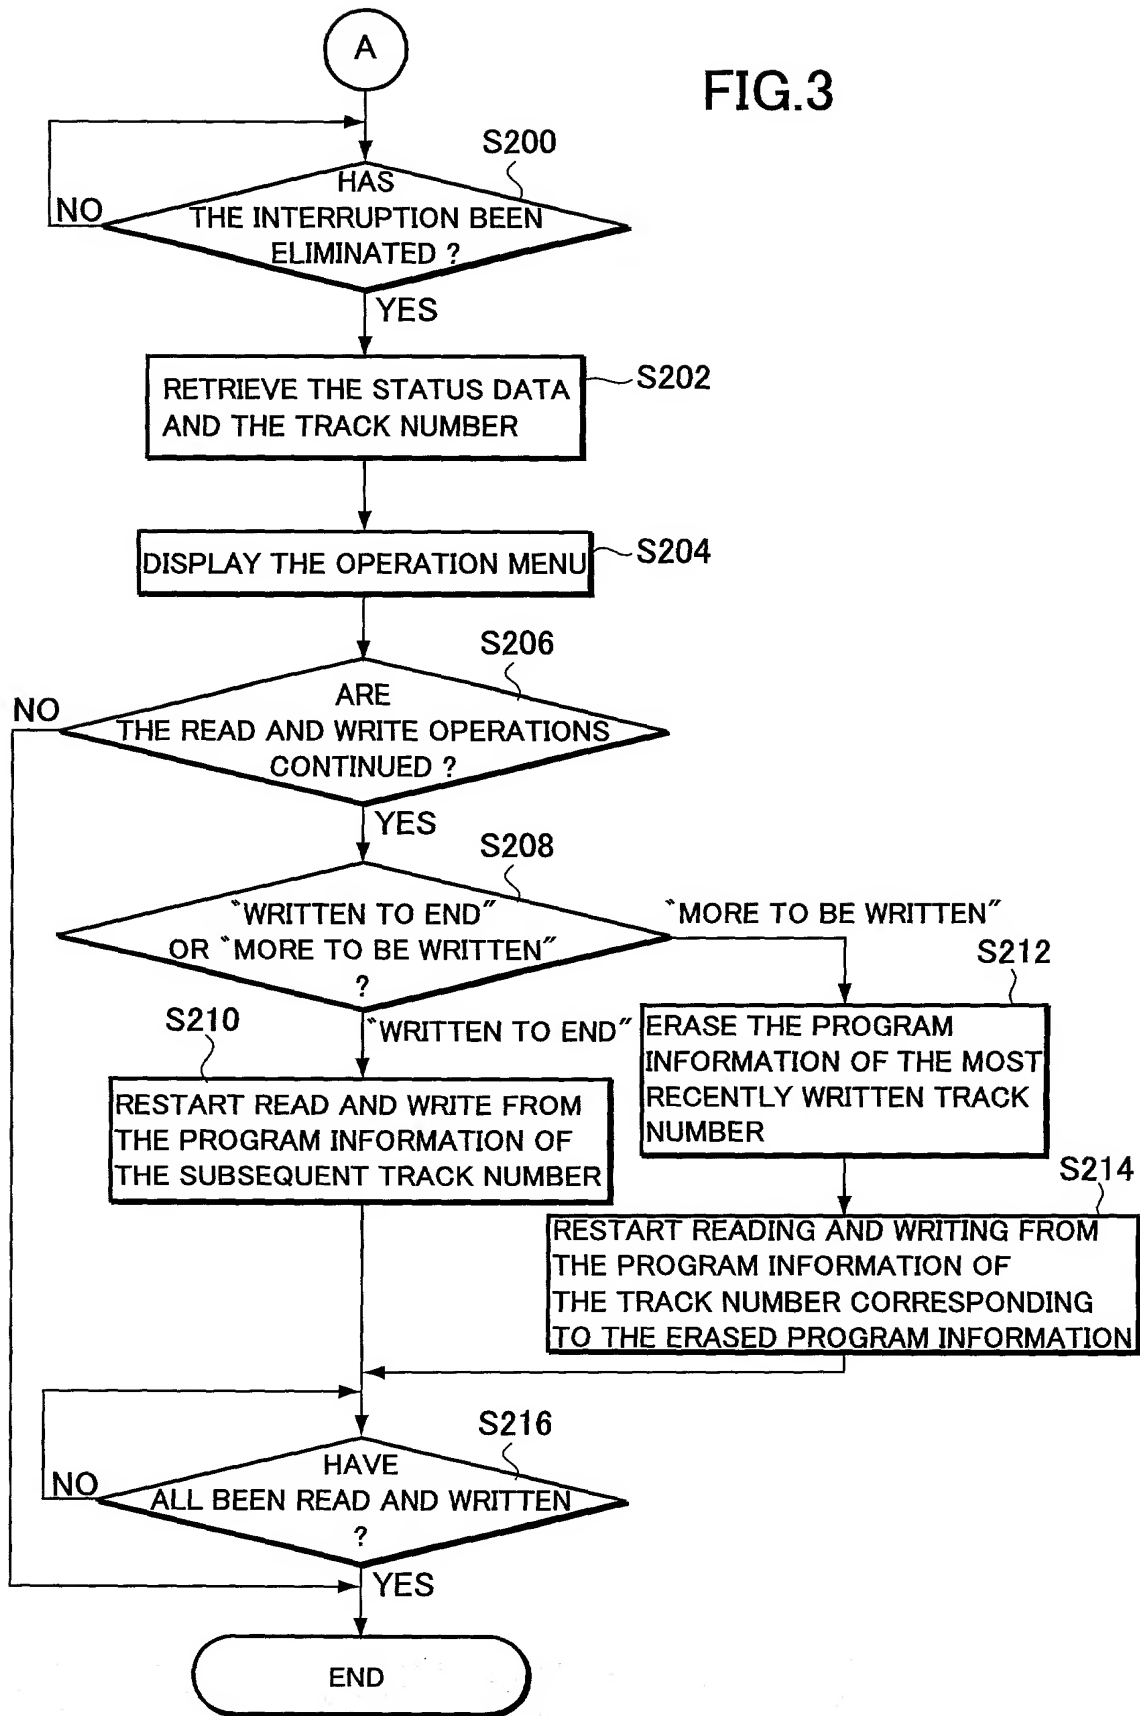 A
FIG.3
S200
HAS
THE INTERRUPTION BEEN
ELIMINATED ?
NO
YES
S202
RETRIEVE THE STATUS DATA
AND THE TRACK NUMBER
S204
DISPLAY THE OPERATION MENU
S206
ARE
THE READ AND WRITE OPERATIONS
CONTINUED ?
NO
YES
S208
"WRITTEN TO END"
OR "MORE TO BE WRITTEN"
?
"MORE TO BE WRITTEN"
"WRITTEN TO END"
S210
RESTART READ AND WRITE FROM
THE PROGRAM INFORMATION OF
THE SUBSEQUENT TRACK NUMBER
S212
ERASE THE PROGRAM
INFORMATION OF THE MOST
RECENTLY WRITTEN TRACK
NUMBER
S214
RESTART READING AND WRITING FROM
THE PROGRAM INFORMATION OF
THE TRACK NUMBER CORRESPONDING
TO THE ERASED PROGRAM INFORMATION
S216
HAVE
ALL BEEN READ AND WRITTEN
?
NO
YES
END